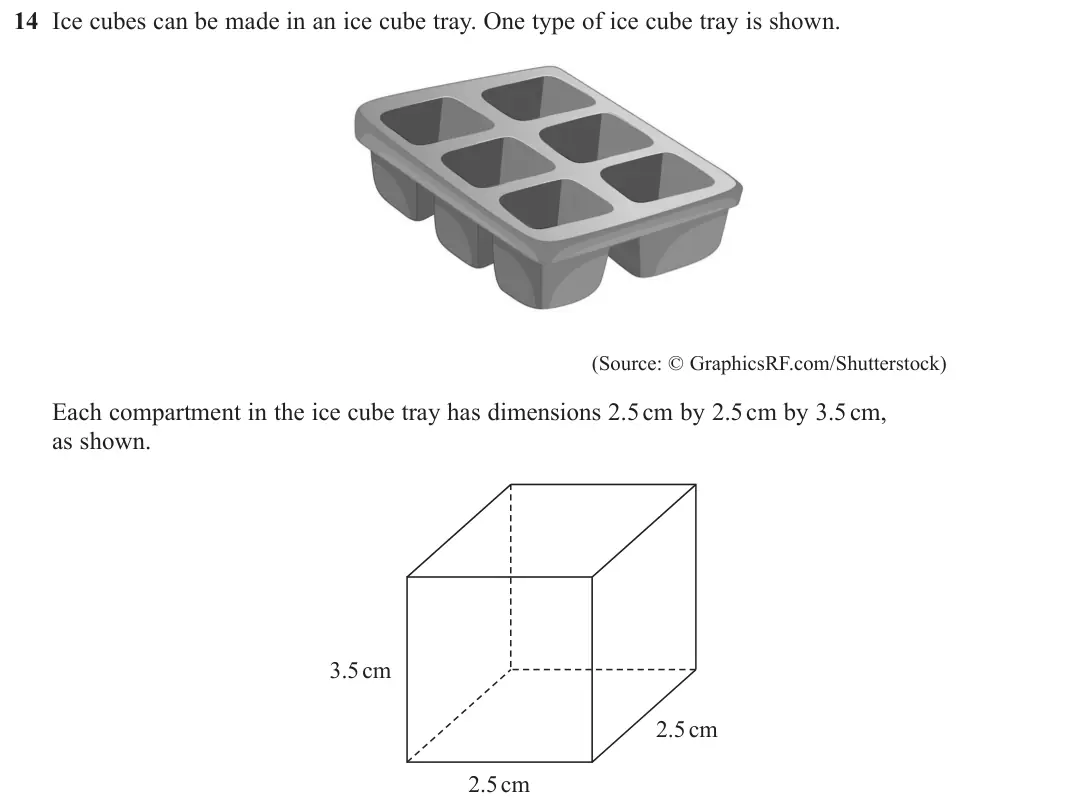 14 Ice cubes can be made in an ice cube tray. One type of ice cube tray is shown.
(Source: © GraphicsRF.com/Shutterstock)
Each compartment in the ice cube tray has dimensions 2.5 cm by 2.5 cm by 3.5 cm,
as shown.
3.5 cm
2.5 cm
2.5 cm